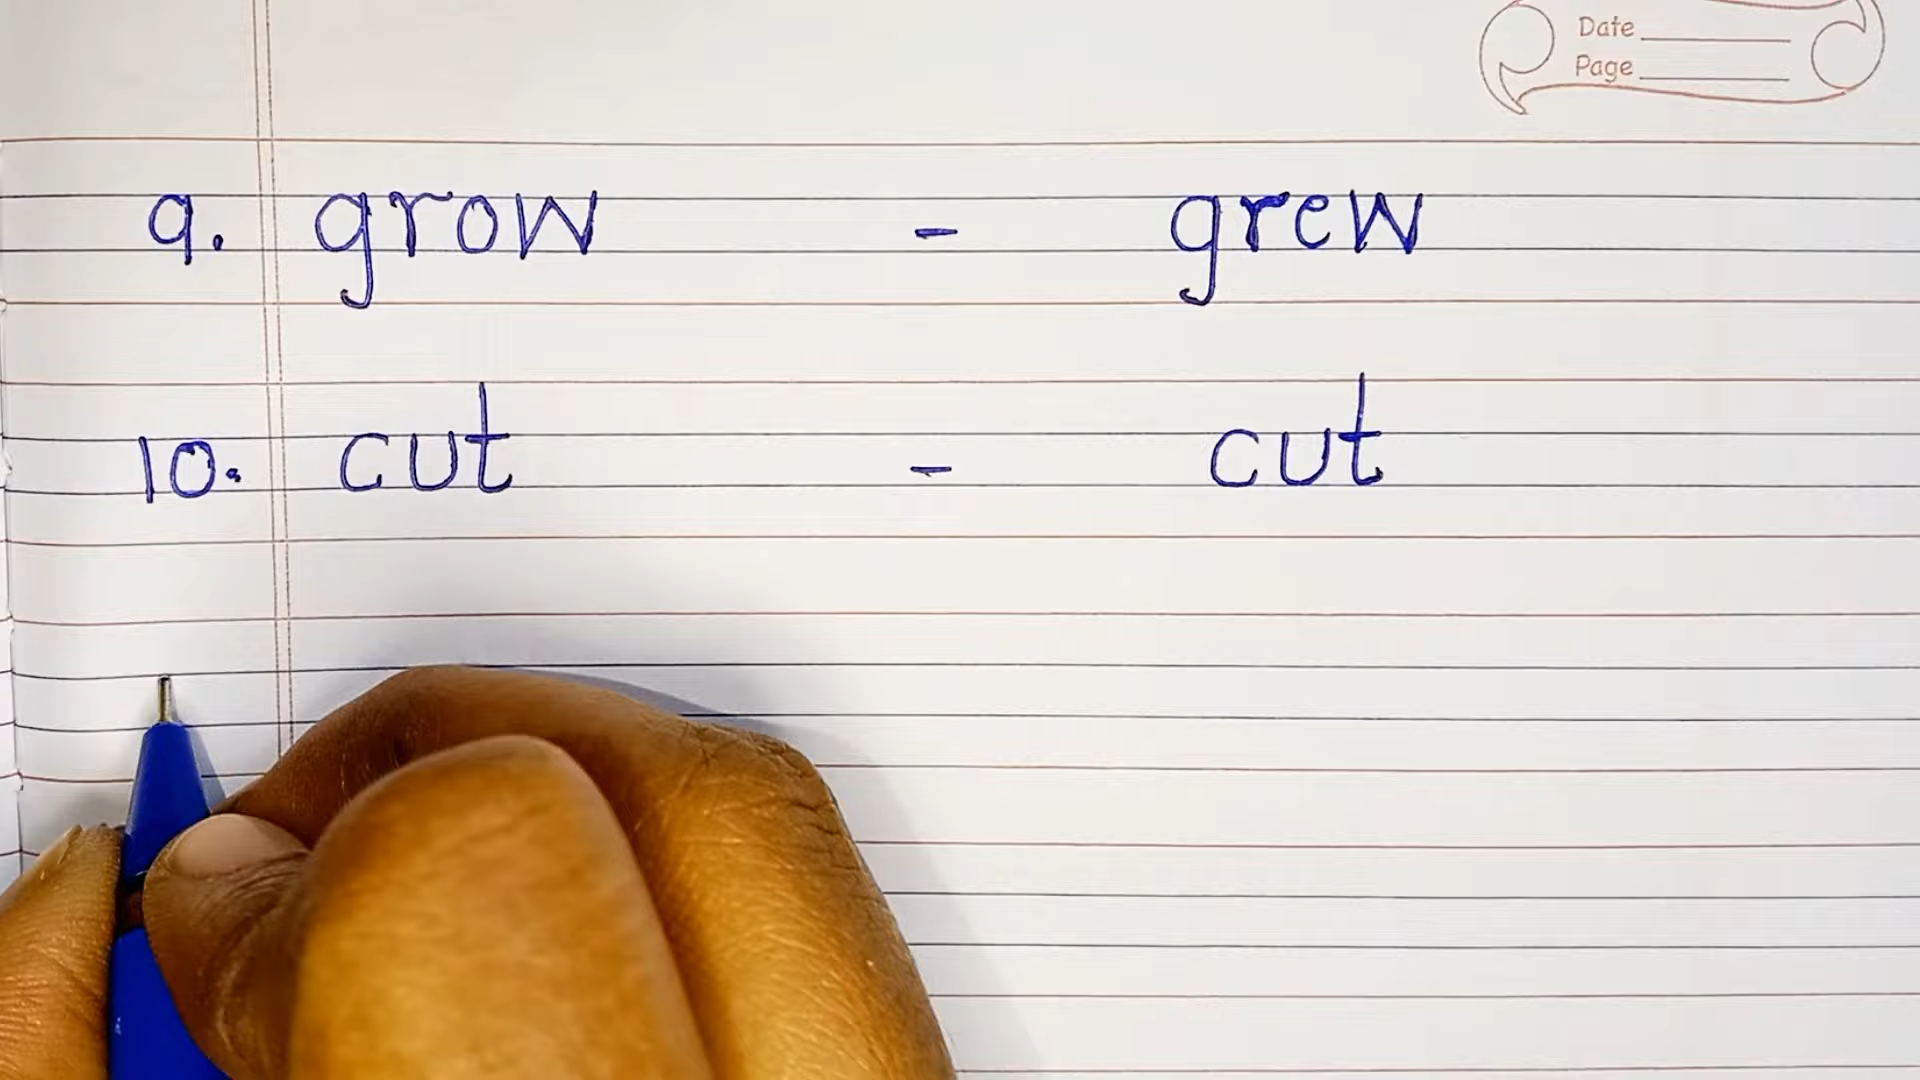 Date
Page
9. grow - grew
10. cut - cut